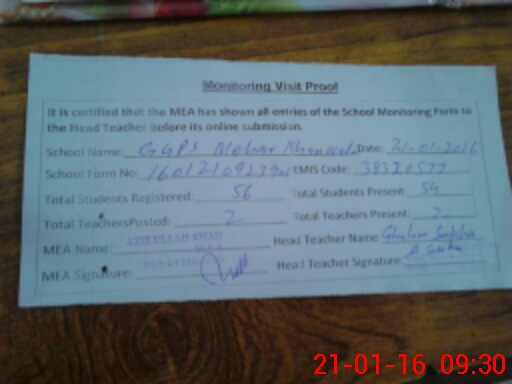 Monitoring Visit Proof
It is certified that the MEA has shown all entries of the School Monitoring Form to
the Head Teacher before its online submission.
School Name: GGPS Date: 21-01-2016
School Form No: EMIS Code: 38320577
Total Students Registered: 56 Total Students Present: 54
Total Teachers Posted: 2 Total Teachers Present: 2
MEA Name: ABDULLAH KHAN Head Teacher Name:
MEA Signature: Head Teacher Signature:
21-01-16 09:30